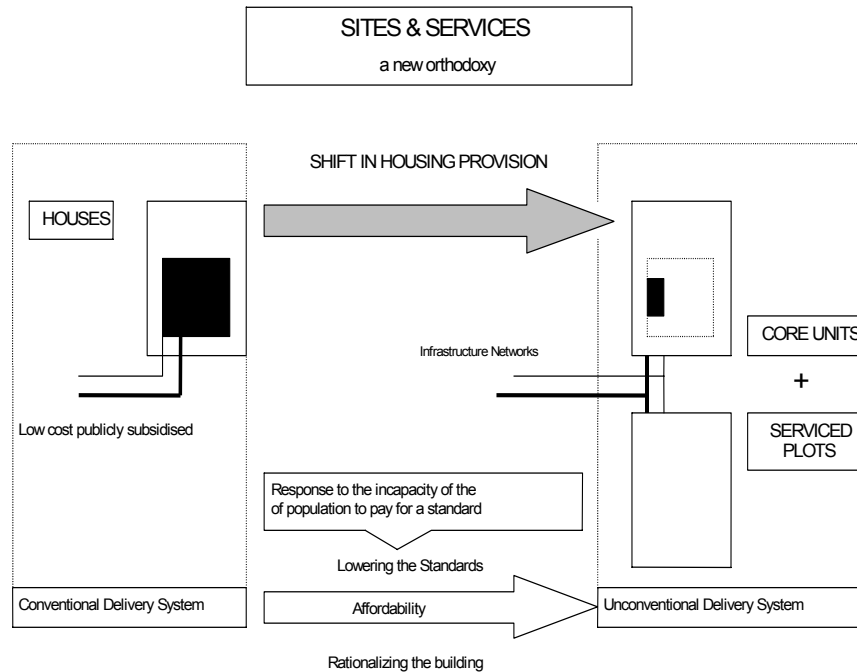 SITES & SERVICES
a new orthodoxy
SHIFT IN HOUSING PROVISION
HOUSES
Infrastructure Networks
CORE UNITS
+
Low cost publicly subsidised
SERVICED
PLOTS
Response to the incapacity of the
of population to pay for a standard
Lowering the Standards
Conventional Delivery System
Affordability
Unconventional Delivery System
Rationalizing the building